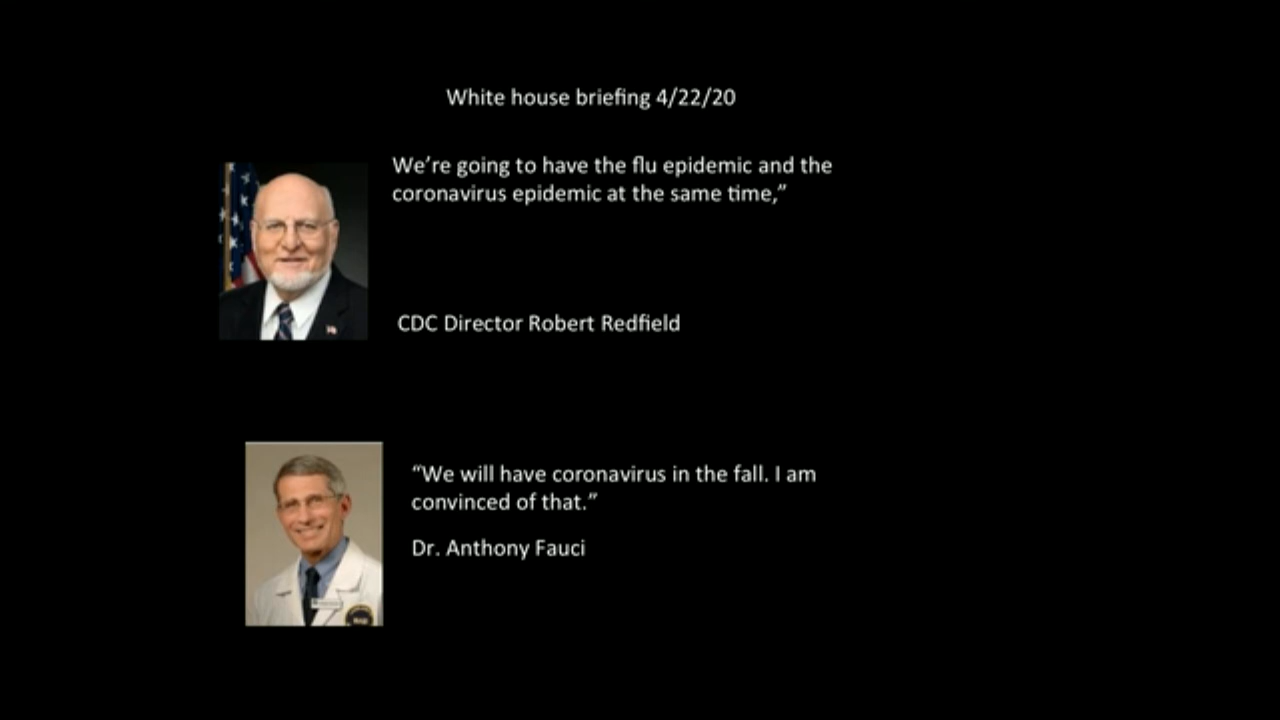 White house briefing 4/22/20
We’re going to have the flu epidemic and the
coronavirus epidemic at the same time,”
CDC Director Robert Redfield
“We will have coronavirus in the fall. I am
convinced of that.”
Dr. Anthony Fauci